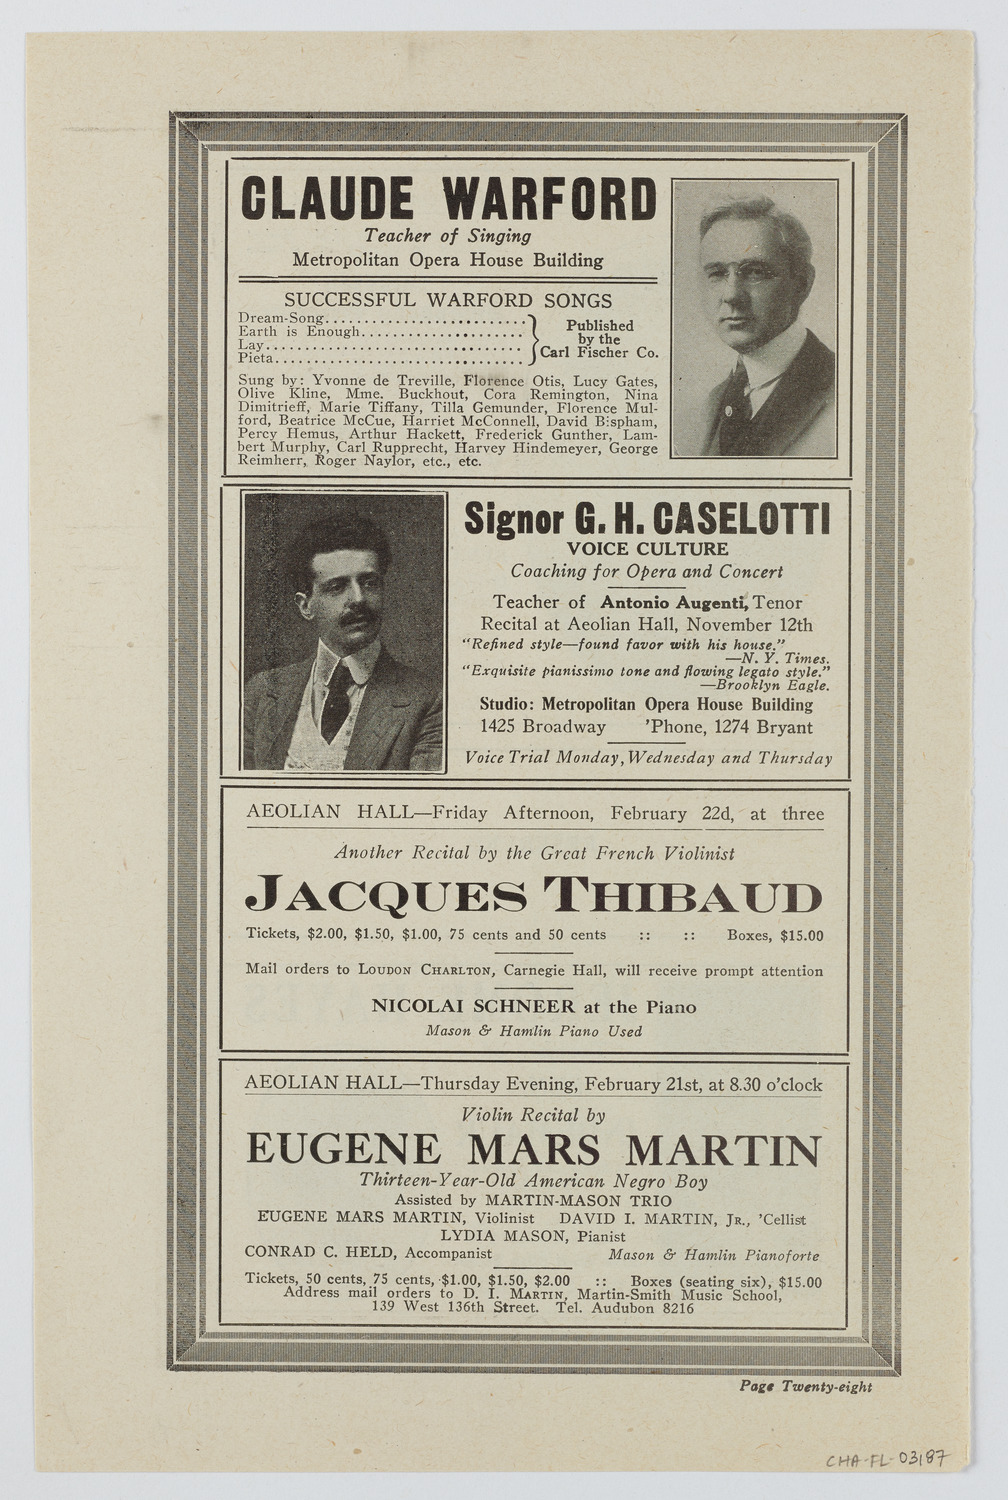 CLAUDE WARFORD
Teacher of Singing
Metropolitan Opera House Building
SUCCESSFUL WARFORD SONGS
Dream-Song
Earth is Enough
Lay
Pieta
Published
by the
Carl Fischer Co.
Sung by: Yvonne de Treville, Florence Otis, Lucy Gates,
Olive Kline, Mme. Buckhout, Cora Remington, Nina
Dimitrieff, Marie Tiffany, Tilla Gemunder, Florence Mul-
ford, Beatrice McCue, Harriet McConnell, David Bispham,
Percy Hemus, Arthur Hackett, Frederick Gunther, Lam-
bert Murphy, Carl Rupprecht, Harvey Hindemeyer, George
Reimherr, Roger Naylor, etc., etc.
Signor G. H. CASELOTTI
VOICE CULTURE
Coaching for Opera and Concert
Teacher of Antonio Augenti, Tenor
Recital at Aeolian Hall, November 12th
"Refined style—found favor with his house."
—N. Y. Times.
"Exquisite pianissimo tone and flowing legato style."
—Brooklyn Eagle.
Studio: Metropolitan Opera House Building
1425 Broadway 'Phone, 1274 Bryant
Voice Trial Monday, Wednesday and Thursday
AEOLIAN HALL—Friday Afternoon, February 22d, at three
Another Recital by the Great French Violinist
JACQUES THIBAUD
Tickets, $2.00, $1.50, $1.00, 75 cents and 50 cents :: :: Boxes, $15.00
Mail orders to LOUDON CHARLTON, Carnegie Hall, will receive prompt attention
NICOLAI SCHNEER at the Piano
Mason & Hamlin Piano Used
AEOLIAN HALL—Thursday Evening, February 21st, at 8.30 o'clock
Violin Recital by
EUGENE MARS MARTIN
Thirteen-Year-Old American Negro Boy
Assisted by MARTIN-MASON TRIO
EUGENE MARS MARTIN, Violinist DAVID I. MARTIN, JR., 'Cellist
LYDIA MASON, Pianist
CONRAD C. HELD, Accompanist Mason & Hamlin Pianoforte
Tickets, 50 cents, 75 cents, $1.00, $1.50, $2.00 :: Boxes (seating six), $15.00
Address mail orders to D. I. MARTIN, Martin-Smith Music School,
139 West 136th Street. Tel. Audubon 8216
Page Twenty-eight
CHA-FL-03187